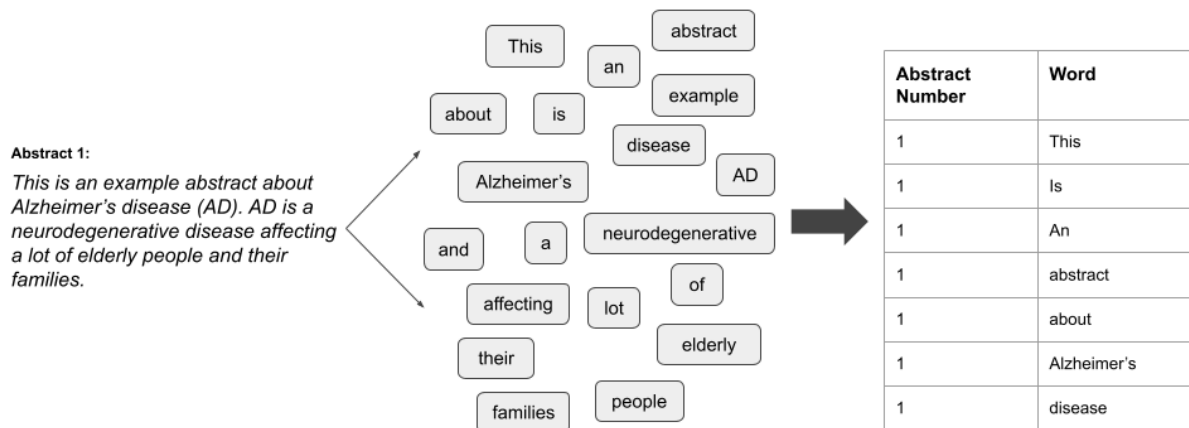 Abstract 1:
This is an example abstract about
Alzheimer's disease (AD). AD is a
neurodegenerative disease affecting
a lot of elderly people and their
families.
This
abstract
an
example
about
is
disease
AD
Alzheimer's
neurodegenerative
and
a
of
affecting
lot
elderly
their
people
families
Abstract Number
Word
1 This
1 Is
1 An
1 abstract
1 about
1 Alzheimer's
1 disease